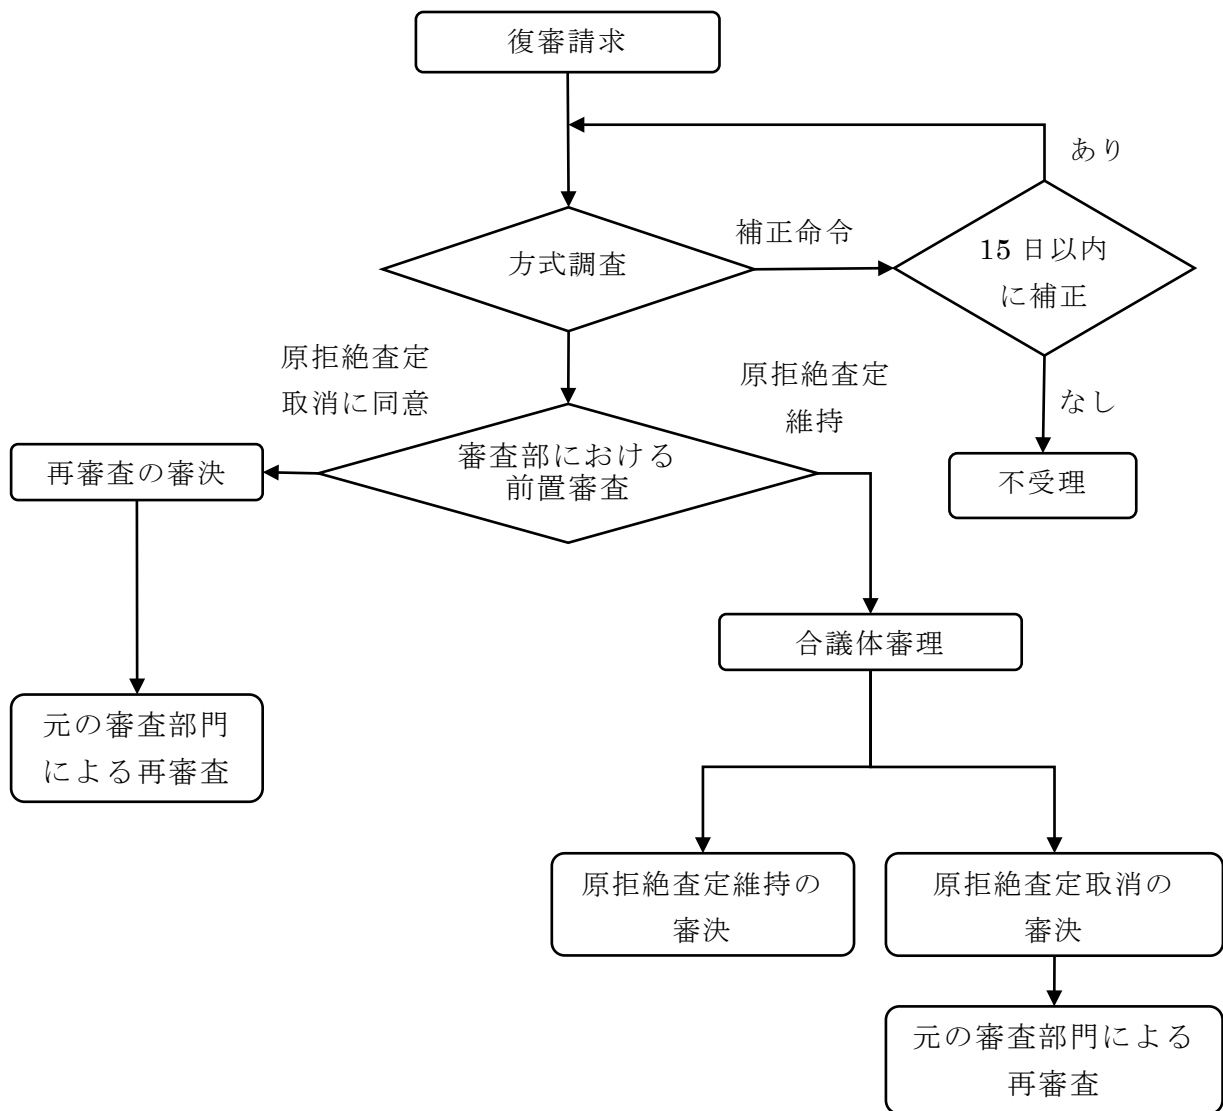 復審請求
あり
補正命令
方式調査
15 日以内
に補正
原拒絶査定
取消に同意
原拒絶査定
維持
なし
再審査の審決
審査部における
前置審査
不受理
合議体審理
元の審査部門
による再審査
原拒絶査定維持の
審決
原拒絶査定取消の
審決
元の審査部門による
再審査